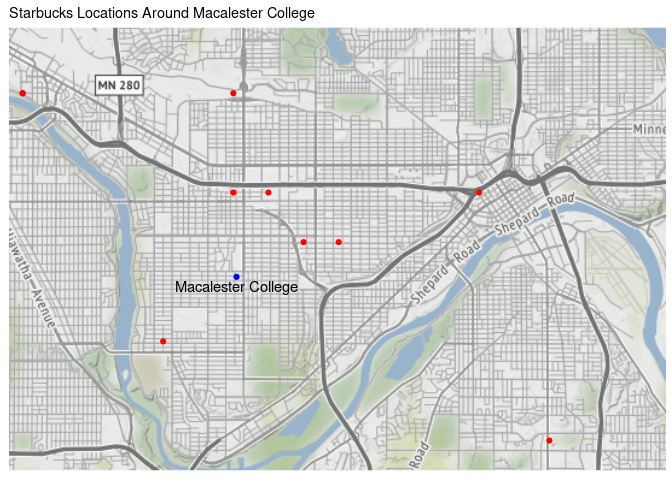 Starbucks Locations Around Macalester College
MN 280
Minne
Shepard Road
Shepard Road
Hiawatha Avenue
Macalester College
Road